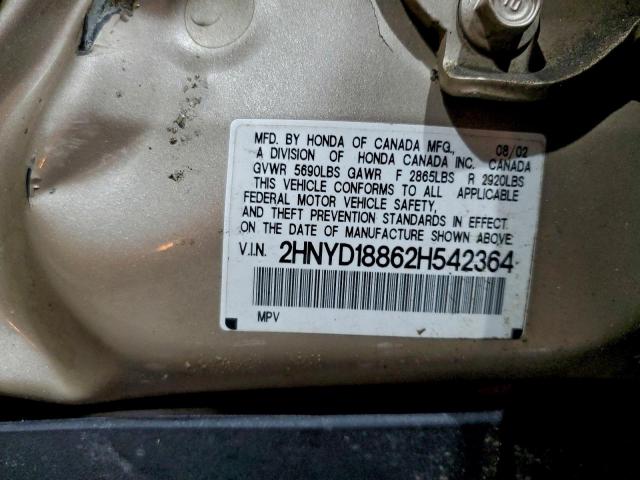 10
MFD. BY HONDA OF CANADA MFG., 08/02
A DIVISION OF HONDA CANADA INC. CANADA
GVWR 5690LBS GAWR F 2865LBS R 2920LBS
THIS VEHICLE CONFORMS TO ALL APPLICABLE
FEDERAL MOTOR VEHICLE SAFETY,
AND THEFT PREVENTION STANDARDS IN EFFECT
ON THE DATE OF MANUFACTURE SHOWN ABOVE
V.I.N. 2HNYD18862H542364
MPV